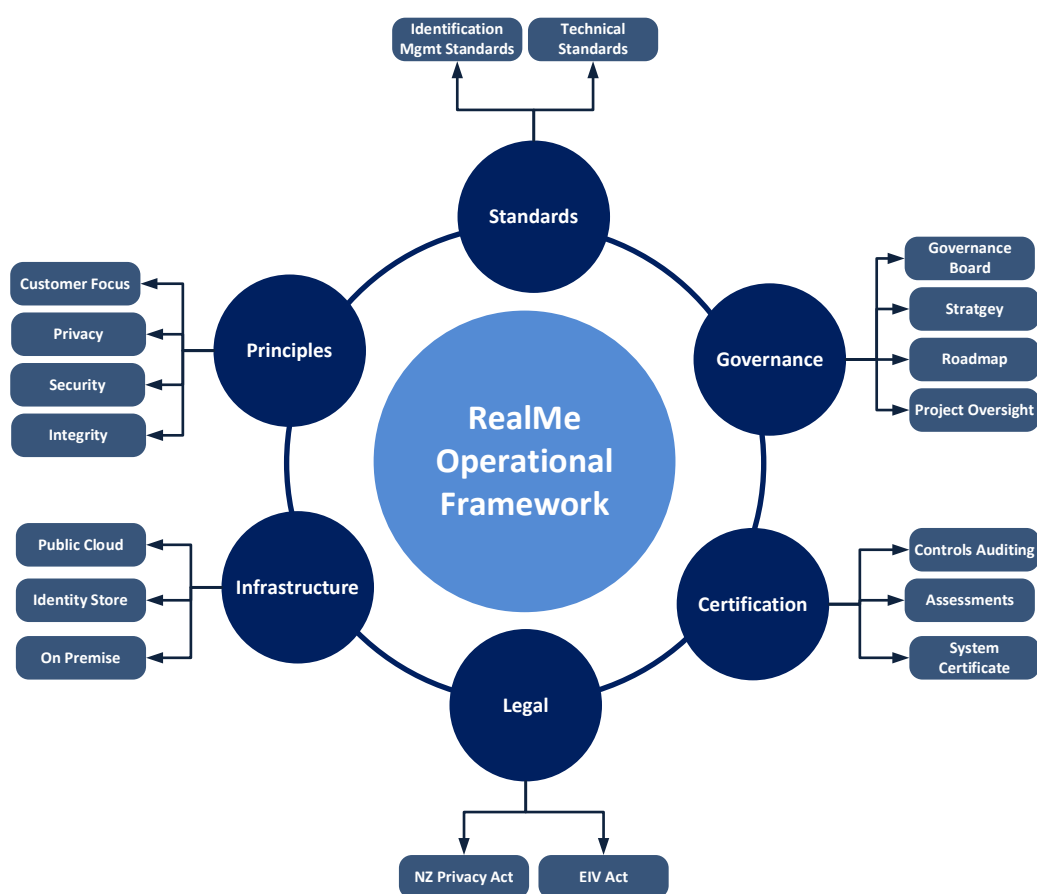 Identification
Mgmt Standards
Technical
Standards
Standards
Customer Focus
Privacy
Security
Integrity
Principles
Governance
Governance
Board
Stratgey
Roadmap
Project Oversight
RealMe
Operational
Framework
Public Cloud
Identity Store
On Premise
Infrastructure
Certification
Controls Auditing
Assessments
System
Certificate
Legal
NZ Privacy Act
EIV Act